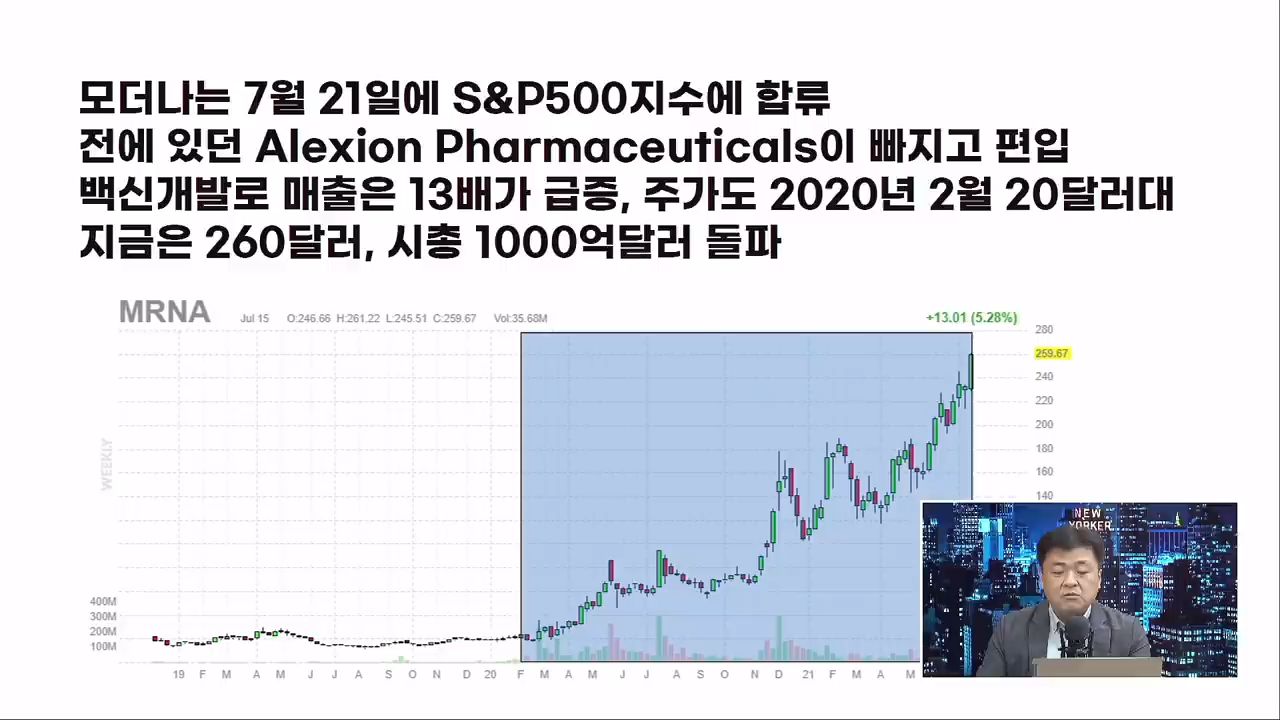 모더나는 7월 21일에 S&P500지수에 합류
전에 있던 Alexion Pharmaceuticals이 빠지고 편입
백신개발로 매출은 13배가 급증, 주가도 2020년 2월 20달러대
지금은 260달러, 시총 1000억달러 돌파
MRNA Jul 15 O:246.66 H:261.22 L:245.51 C:259.67 Vol:35.68M +13.01 (5.28%)
280
259.67
240
220
200
180
160
140
WEEKLY
400M
300M
200M
100M
19 F M A M J J A S O N D 20 F M A M J J A S O N D 21 F M A M
NEW
YORKER